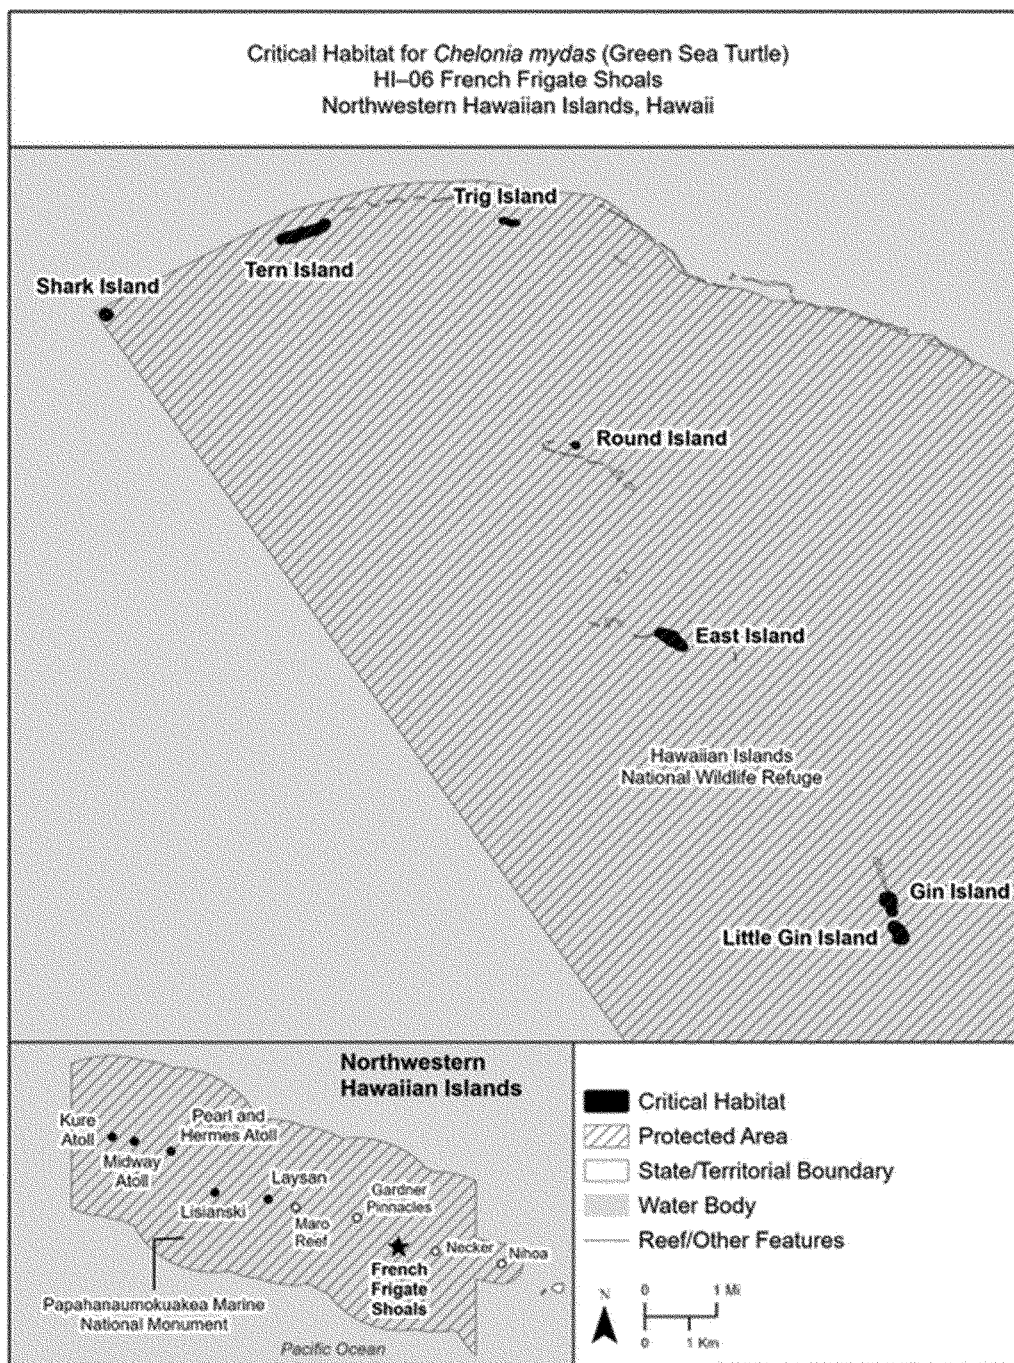 Critical Habitat for Chelonia mydas (Green Sea Turtle)
HI–06 French Frigate Shoals
Northwestern Hawaiian Islands, Hawaii
Trig Island
Tern Island
Shark Island
Round Island
East Island
Hawaiian Islands
National Wildlife Refuge
Gin Island
Little Gin Island
Northwestern
Hawaiian Islands
Kure
Atoll
Midway
Atoll
Pearl and
Hermes Atoll
Lisianski
Laysan
Maro
Reef
Gardner
Pinnacles
French
Frigate
Shoals
Necker
Nihoa
Papahanaumokuakea Marine
National Monument
Pacific Ocean
Critical Habitat
Protected Area
State/Territorial Boundary
Water Body
Reef/Other Features
N
0 1 Mi
0 1 Km